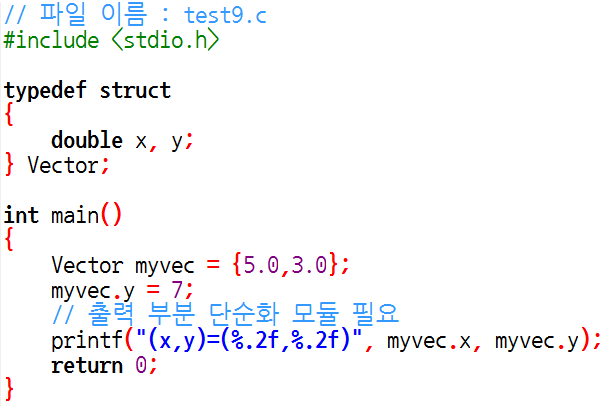 // 파일 이름 : test9.c
#include <stdio.h>

typedef struct
{
    double x, y;
} Vector;

int main()
{
    Vector myvec = {5.0,3.0};
    myvec.y = 7;
    // 출력 부분 단순화 모듈 필요
    printf("(x,y)=(%.2f,%.2f)", myvec.x, myvec.y);
    return 0;
}